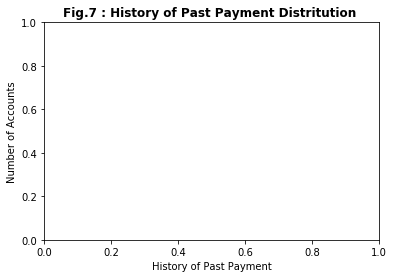 Fig.7 : History of Past Payment Distritution
1.0
0.8
0.6
0.4
0.2
0.0
Number of Accounts
0.0 0.2 0.4 0.6 0.8 1.0
History of Past Payment